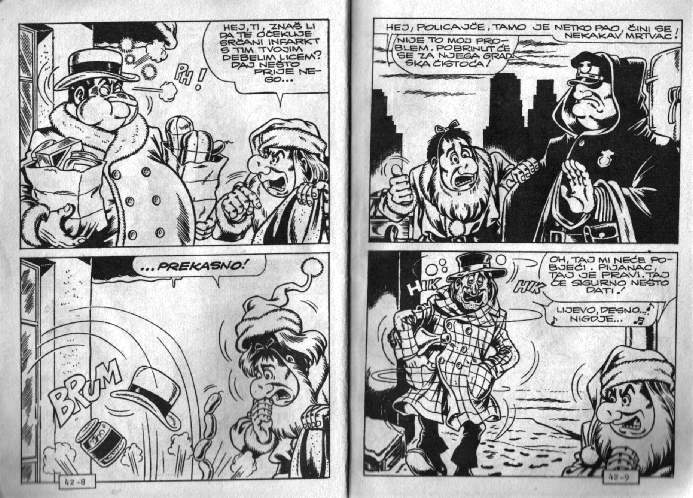 HEJ, TI, ZNAŠ LI
DA TE OČEKUJE
SRČANI INFARKT
S TIM TVOJIM
DEBELIM LICEM?
DAJ NEŠTO
PRIJE NE-
GO...
PH!
...PREKASNO!
BRUM
42-8
HEJ, POLICAJČE, TAMO JE NETKO PAO, ČINI SE
NEKAKAV MRTVAC!
NIJE TO MOJ PRO-
BLEM. POBRINUT ĆE
SE ZA NJEGA GRAD-
SKA ČISTOĆA!
OH, TAJ MI NEĆE PO-
BJEĆI. PIJANAC,
TAJ JE PRAVI. TAJ
ĆE SIGURNO NEŠTO
DATI!
HIK
HIK
LIJEVO, DESNO...
NIGDJE...
42-9